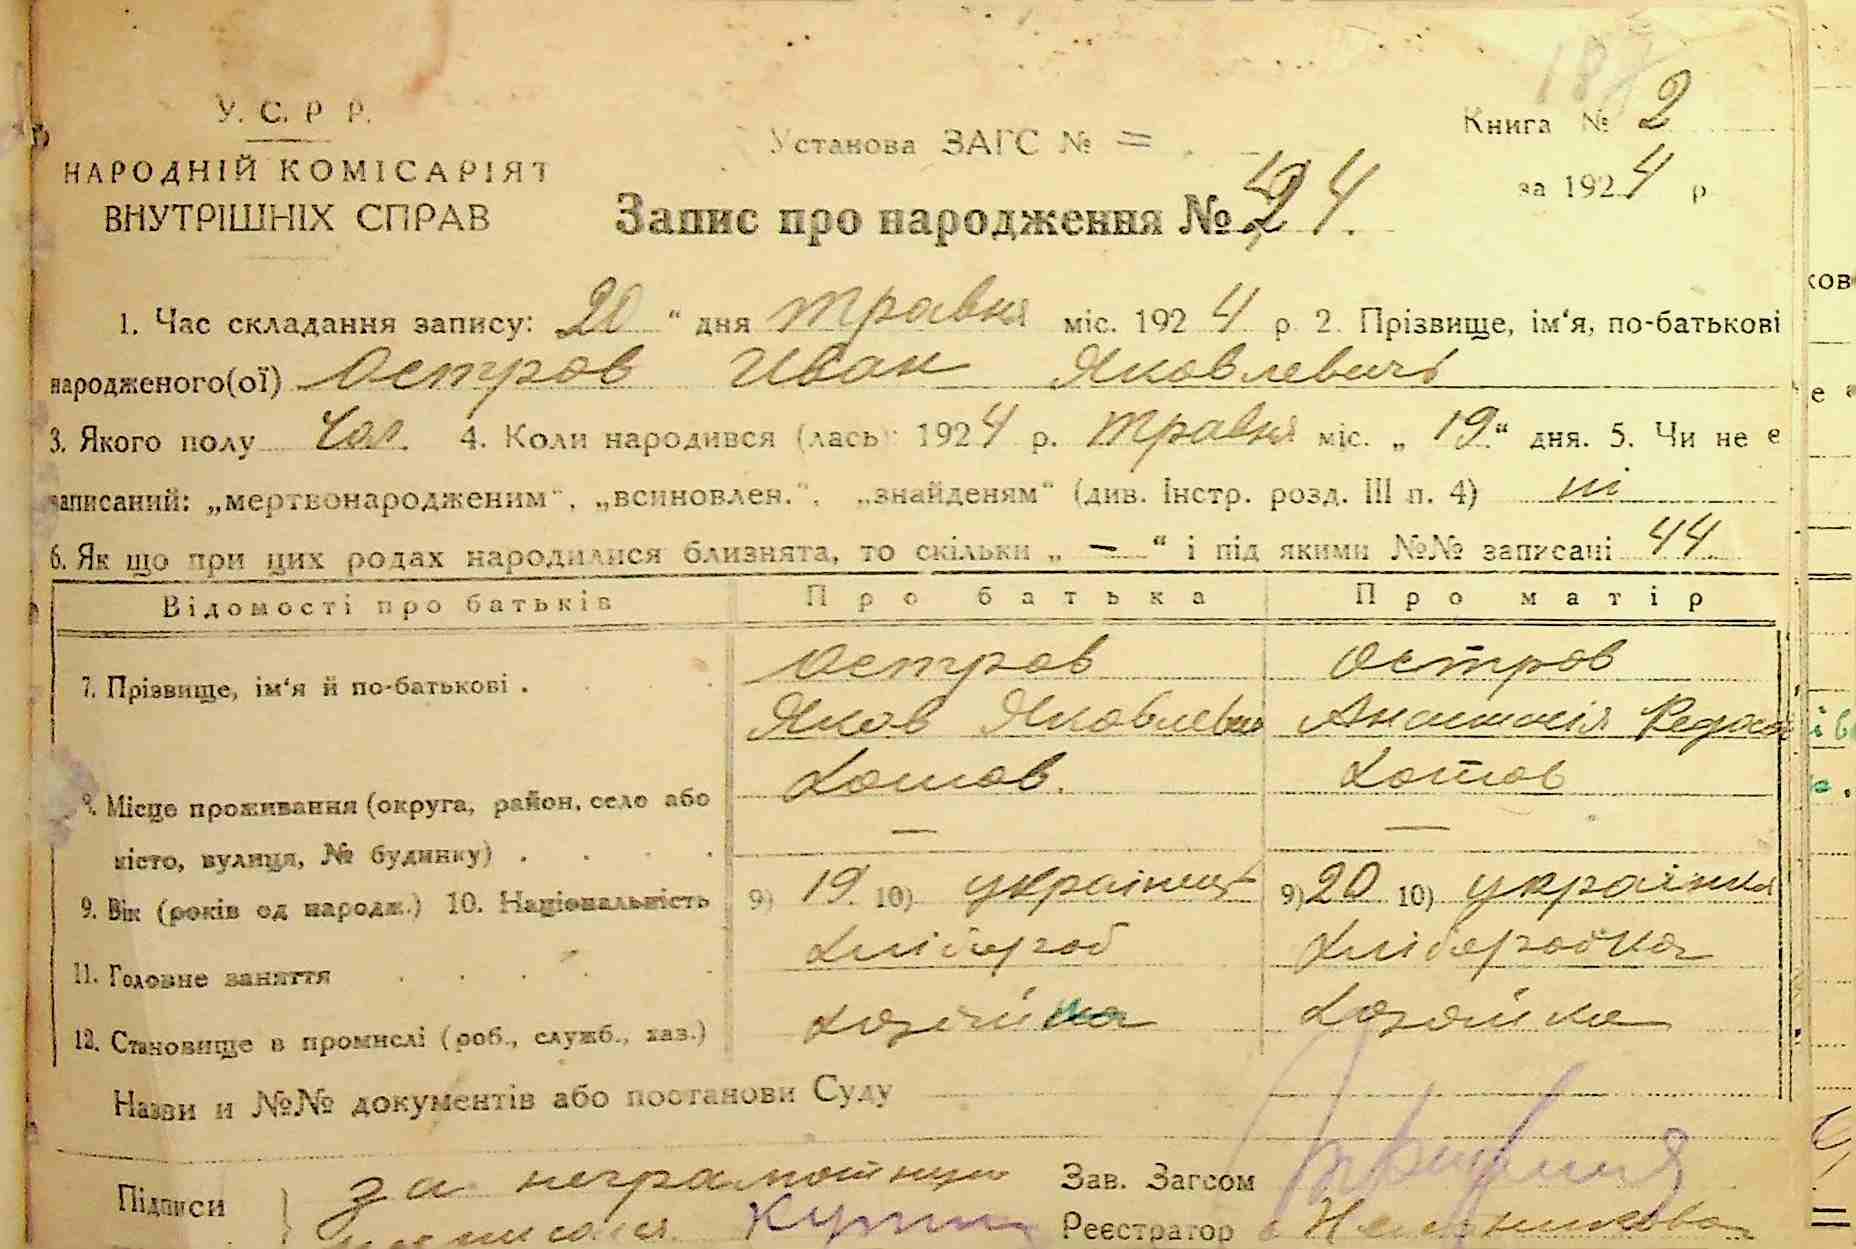 У. С. Р Р.
НАРОДНІЙ КОМІСАРІЯТ
ВНУТРІШНІХ СПРАВ
Установа ЗАГС № =
Книга № 2
за 1924 р
Запис про народження № 24.
1. Час складання запису: 20 " дня травня міс. 1924 р 2. Прізвище, ім'я, по-батькові
народженого(ої) Остров Иван Яковлевич
3. Якого полу Чол. 4. Коли народився (лась) 1924 р. травня міс. „ 19 “ дня. 5. Чи не є
записаний: „мертвонародженим“, „всиновлен.“, „знайденям“ (див. Інстр. розд. III п. 4) ні
6. Як що при цих родах народилися близнята, то скільки „ — “ і під якими №№ записані 44
Відомості про батьків Про батька Про матір
7. Прізвище, ім'я й по-батькові . Остров Остров
Яков Яковлевич Анастасія
8. Місце проживання (округа, район, село або Котов. Котов
місто, вулиця, № будинку) . — —
9. Вік (років од народж.) 10. Національність 9) 19 10) українец 9) 20 10) українка
11. Головне заняття хлібороб хліборобка
12. Становище в промислі (роб., служб., хаз.) хозяйка хозяйка
Назви и №№ документів або постанови Суду
Підписи за неграмотних Зав. Загсом
Реєстратор